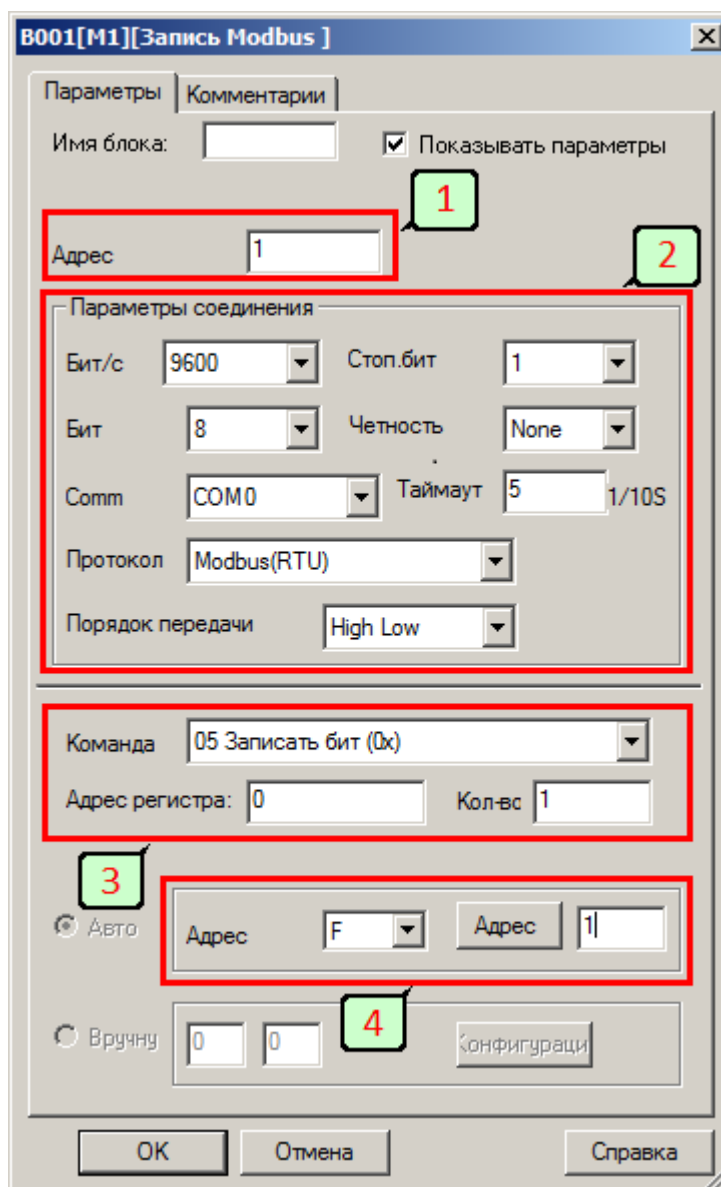 B001[M1][Запись Modbus ]
Параметры Комментарии
Имя блока: Показывать параметры
1
Адрес 1
2
Параметры соединения
Бит/с 9600 Стоп.бит 1
Бит 8 Четность None
Comm COM0 Таймаут 5 1/10S
Протокол Modbus(RTU)
Порядок передачи High Low
Команда 05 Записать бит (0x)
Адрес регистра: 0 Кол-вс 1
3
Авто Адрес F Адрес 1
4
Вручну 0 0 Конфигураци
OK Отмена Справка